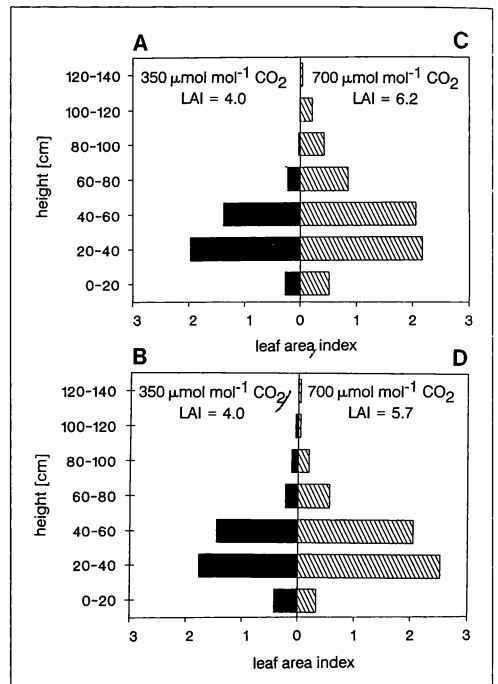 A C
350 μmol mol⁻¹ CO₂ 700 μmol mol⁻¹ CO₂
LAI = 4.0 LAI = 6.2
height [cm]
120-140
100-120
80-100
60-80
40-60
20-40
0-20
3 2 1 0 1 2 3
leaf area index
B D
350 μmol mol⁻¹ CO₂ 700 μmol mol⁻¹ CO₂
LAI = 4.0 LAI = 5.7
height [cm]
120-140
100-120
80-100
60-80
40-60
20-40
0-20
3 2 1 0 1 2 3
leaf area index